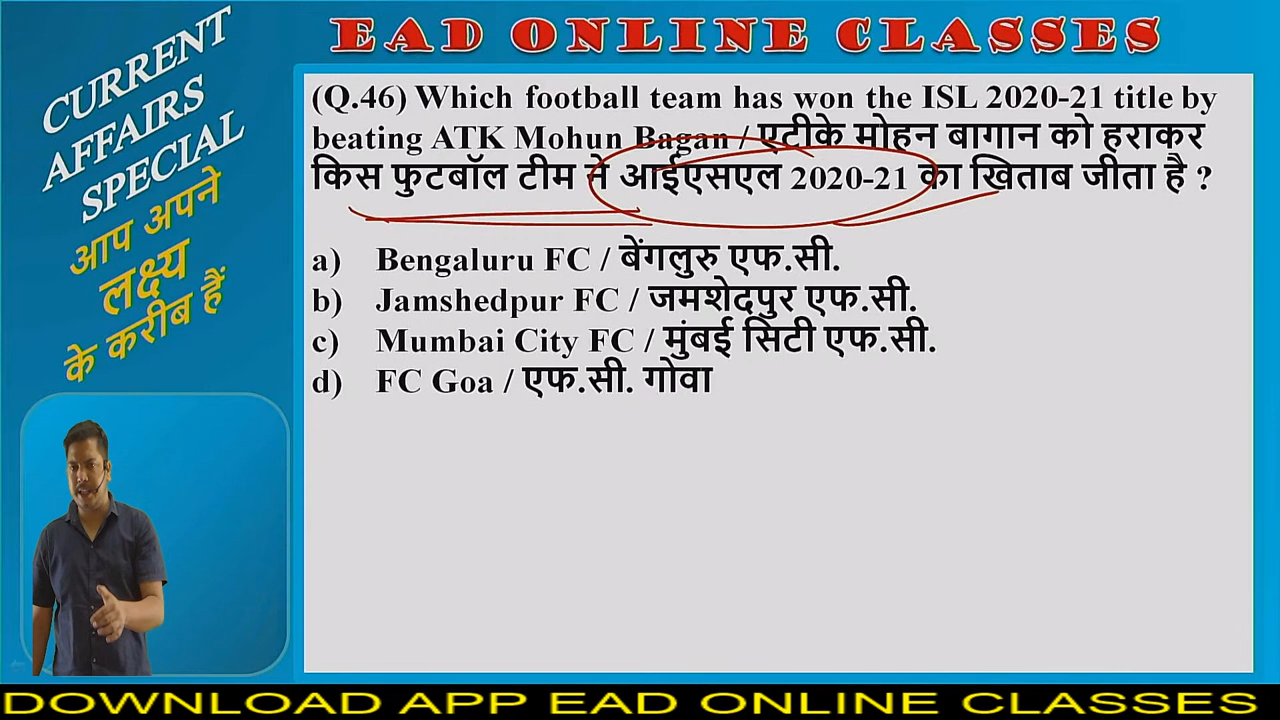 EAD ONLINE CLASSES
CURRENT
AFFAIRS
SPECIAL
आप अपने
लक्ष्य
के करीब हैं
(Q.46) Which football team has won the ISL 2020-21 title by
beating ATK Mohun Bagan / एटीके मोहन बागान को हराकर
किस फुटबॉल टीम ने आईएसएल 2020-21 का खिताब जीता है ?
a) Bengaluru FC / बेंगलुरु एफ.सी.
b) Jamshedpur FC / जमशेदपुर एफ.सी.
c) Mumbai City FC / मुंबई सिटी एफ.सी.
d) FC Goa / एफ.सी. गोवा
DOWNLOAD APP EAD ONLINE CLASSES